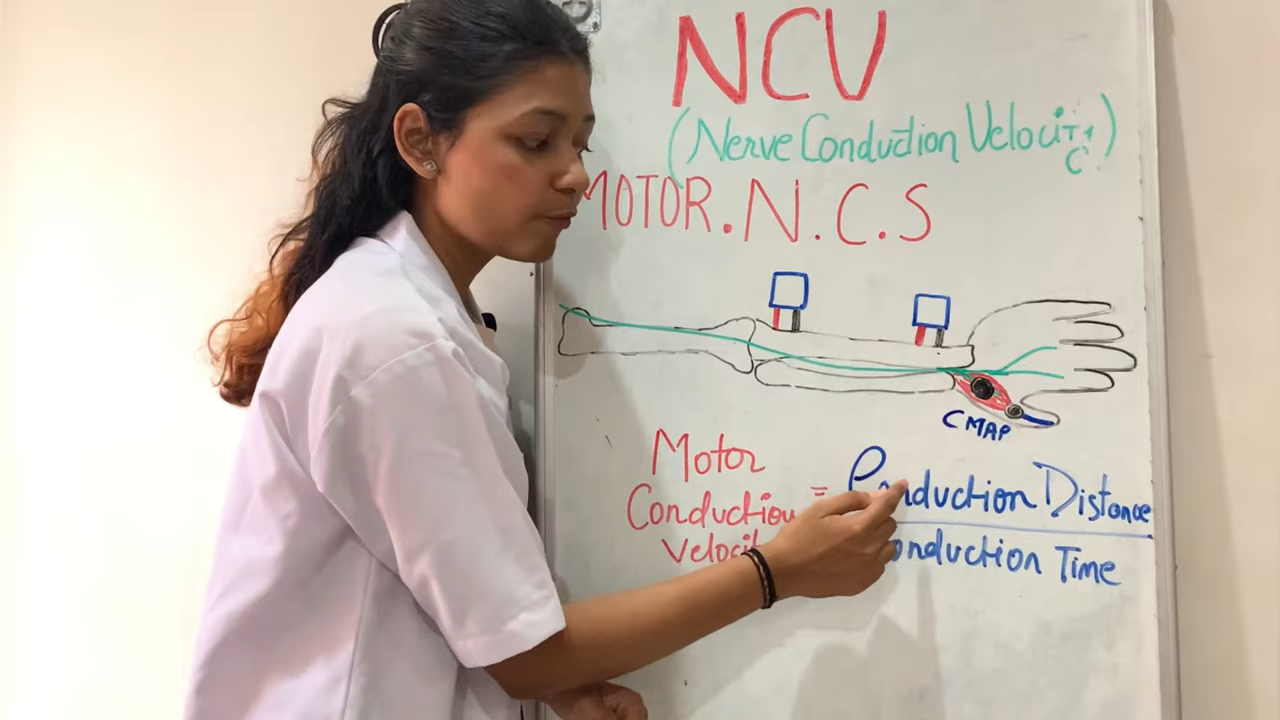 NCV
(Nerve Conduction Velocity)
MOTOR.N.C.S
CMAP
Motor
Conduction
= Conduction Distance
Conduction Time